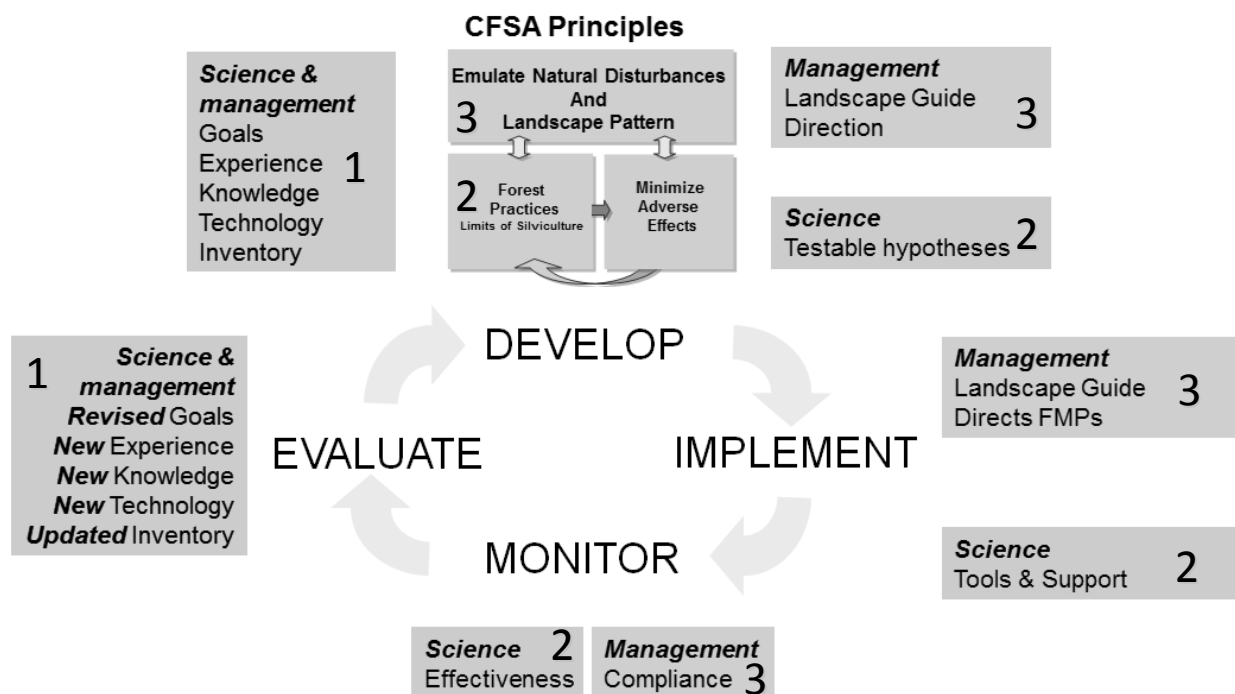 CFSA Principles
Science &
management
Goals
Experience
Knowledge
Technology
Inventory
1
Emulate Natural Disturbances
And
Landscape Pattern
3
2
Forest
Practices
Limits of Silviculture
Minimize
Adverse
Effects
Management
Landscape Guide
Direction
3
Science
Testable hypotheses
2
DEVELOP
1
Science &
management
Revised Goals
New Experience
New Knowledge
New Technology
Updated Inventory
EVALUATE
IMPLEMENT
Management
Landscape Guide
Directs FMPs
3
MONITOR
Science
Tools & Support
2
Science
Effectiveness
2
Management
Compliance
3